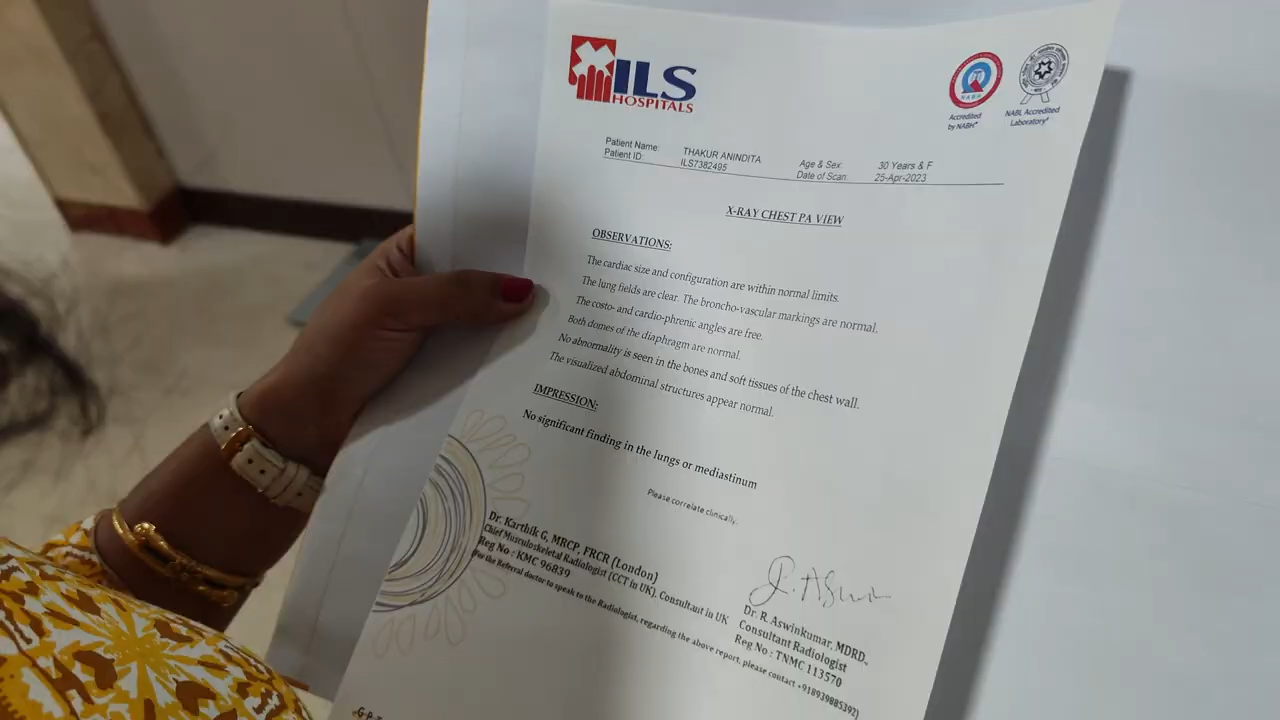 ILS
HOSPITALS
Accredited
by NABH*
NABL Accredited
Laboratory*
Patient Name: THAKUR ANINDITA Age & Sex: 30 Years & F
Patient ID ILS7382495 Date of Scan: 25-Apr-2023
X-RAY CHEST PA VIEW
OBSERVATIONS:
The cardiac size and configuration are within normal limits.
The lung fields are clear. The broncho-vascular markings are normal.
The costo- and cardio-phrenic angles are free.
Both domes of the diaphragm are normal.
No abnormality is seen in the bones and soft tissues of the chest wall.
The visualized abdominal structures appear normal.
IMPRESSION:
No significant finding in the lungs or mediastinum
Please correlate clinically.
Dr. Karthik G, MRCP, FRCR (London)
Chief Musculoskeletal Radiologist (CCT in UK). Consultant in UK
Reg No : KMC 96839
Dr. R. Aswinkumar, MDRD.,
Consultant Radiologist
Reg No : TNMC 113570
(For the Referral doctor to speak to the Radiologist, regarding the above report, please contact +918939885392)